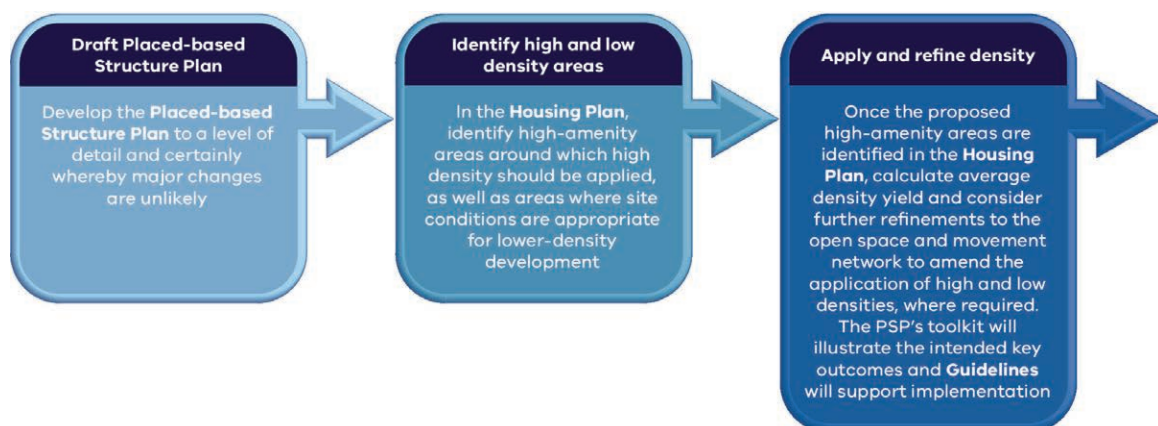 Draft Placed-based
Structure Plan
Develop the Placed-based
Structure Plan to a level of
detail and certainly
whereby major changes
are unlikely
Identify high and low
density areas
In the Housing Plan,
identify high-amenity
areas around which high
density should be applied,
as well as areas where site
conditions are appropriate
for lower-density
development
Apply and refine density
Once the proposed
high-amenity areas are
identified in the Housing
Plan, calculate average
density yield and consider
further refinements to the
open space and movement
network to amend the
application of high and low
densities, where required.
The PSP’s toolkit will
illustrate the intended key
outcomes and Guidelines
will support implementation